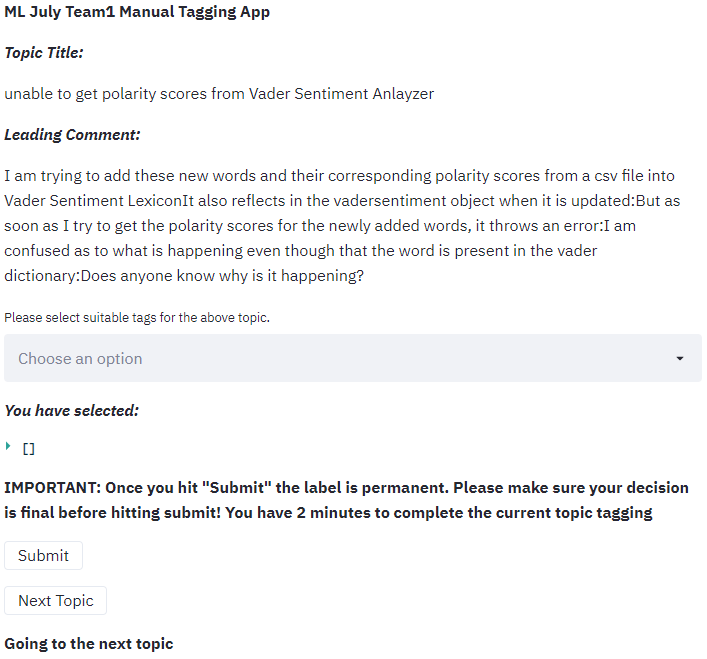 ML July Team1 Manual Tagging App
Topic Title:
unable to get polarity scores from Vader Sentiment Anlayzer
Leading Comment:
I am trying to add these new words and their corresponding polarity scores from a csv file into
Vader Sentiment LexiconIt also reflects in the vadersentiment object when it is updated:But as
soon as I try to get the polarity scores for the newly added words, it throws an error:I am
confused as to what is happening even though that the word is present in the vader
dictionary:Does anyone know why is it happening?
Please select suitable tags for the above topic.
Choose an option
You have selected:
[]
IMPORTANT: Once you hit "Submit" the label is permanent. Please make sure your decision
is final before hitting submit! You have 2 minutes to complete the current topic tagging
Submit
Next Topic
Going to the next topic